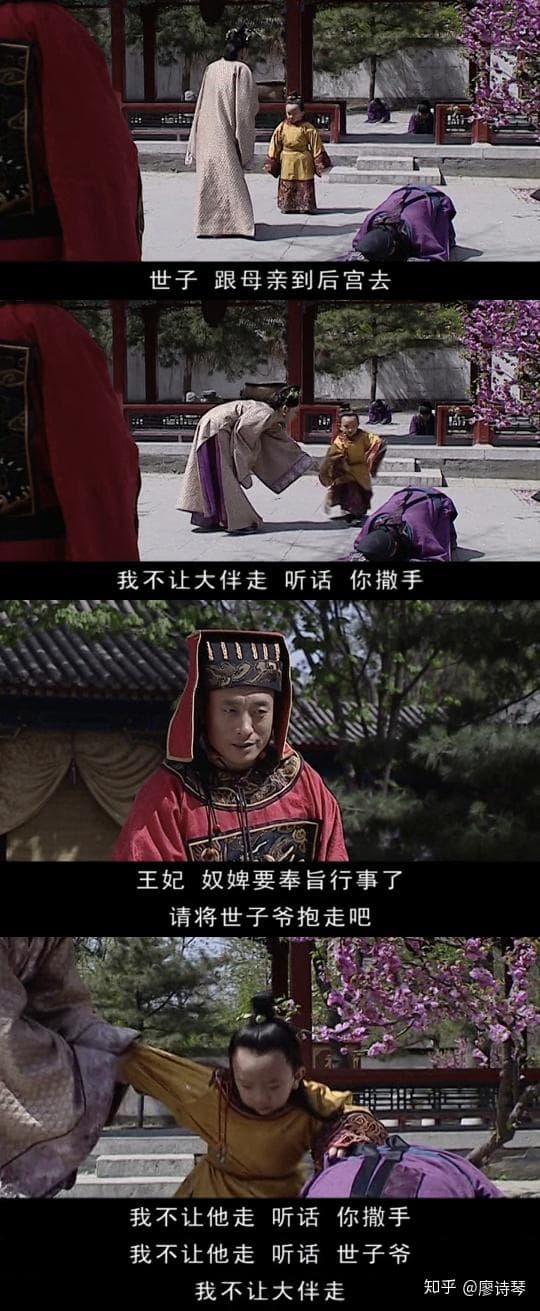 世子 跟母亲到后宫去
我不让大伴走 听话 你撒手
王妃 奴婢要奉旨行事了
请将世子爷抱走吧
我不让他走 听话 你撒手
我不让他走 听话 世子爷
我不让大伴走
知乎 @廖诗琴